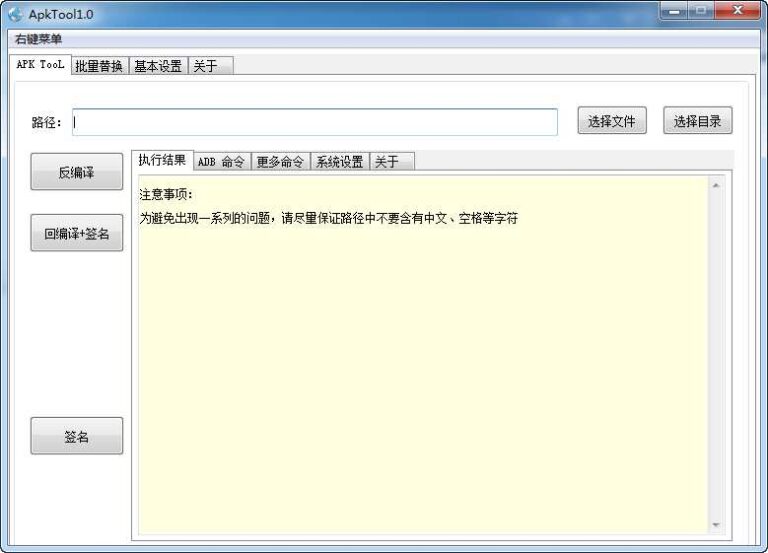 ApkTool1.0
右键菜单
APK TooL 批量替换 基本设置 关于
路径: 选择文件 选择目录
反编译
执行结果 ADB 命令 更多命令 系统设置 关于
注意事项:
为避免出现一系列的问题，请尽量保证路径中不要含有中文、空格等字符
回编译+签名
签名